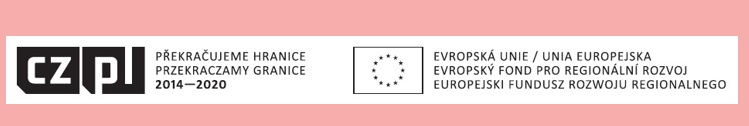 cz pl
PŘEKRAČUJEME HRANICE
PRZEKRACZAMY GRANICE
2014—2020
EVROPSKÁ UNIE / UNIA EUROPEJSKA
EVROPSKÝ FOND PRO REGIONÁLNÍ ROZVOJ
EUROPEJSKI FUNDUSZ ROZWOJU REGIONALNEGO